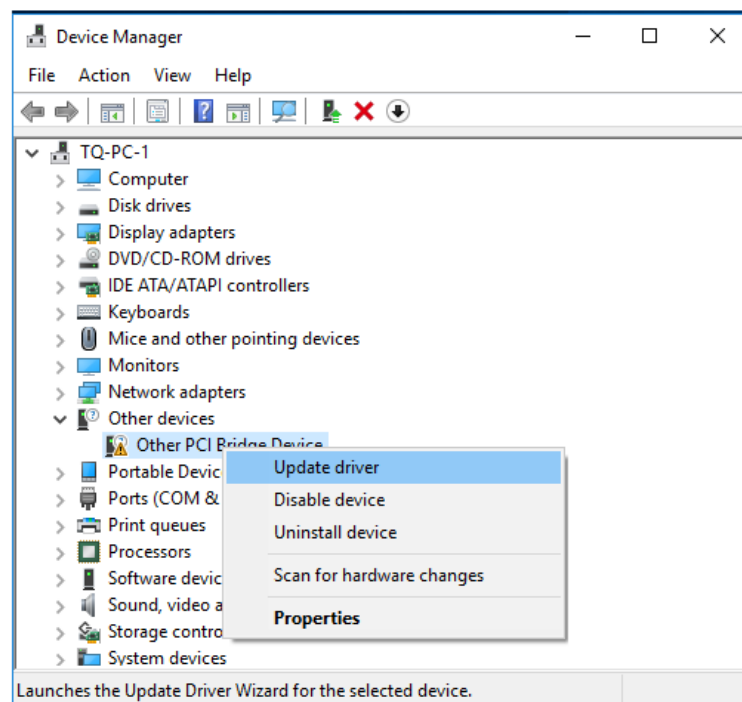 Device Manager
File Action View Help
TQ-PC-1
Computer
Disk drives
Display adapters
DVD/CD-ROM drives
IDE ATA/ATAPI controllers
Keyboards
Mice and other pointing devices
Monitors
Network adapters
Other devices
Other PCI Bridge Device
Portable Devic
Ports (COM &
Print queues
Processors
Software devic
Sound, video a
Storage contro
System devices
Update driver
Disable device
Uninstall device
Scan for hardware changes
Properties
Launches the Update Driver Wizard for the selected device.